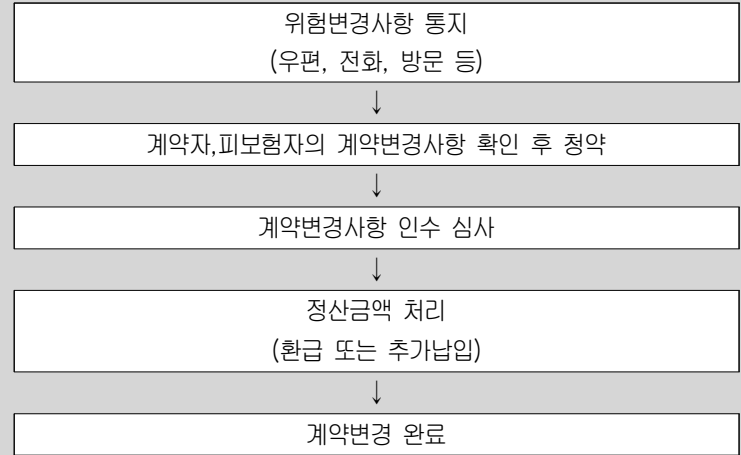 위험변경사항 통지
(우편, 전화, 방문 등)
↓
계약자,피보험자의 계약변경사항 확인 후 청약
↓
계약변경사항 인수 심사
↓
정산금액 처리
(환급 또는 추가납입)
↓
계약변경 완료